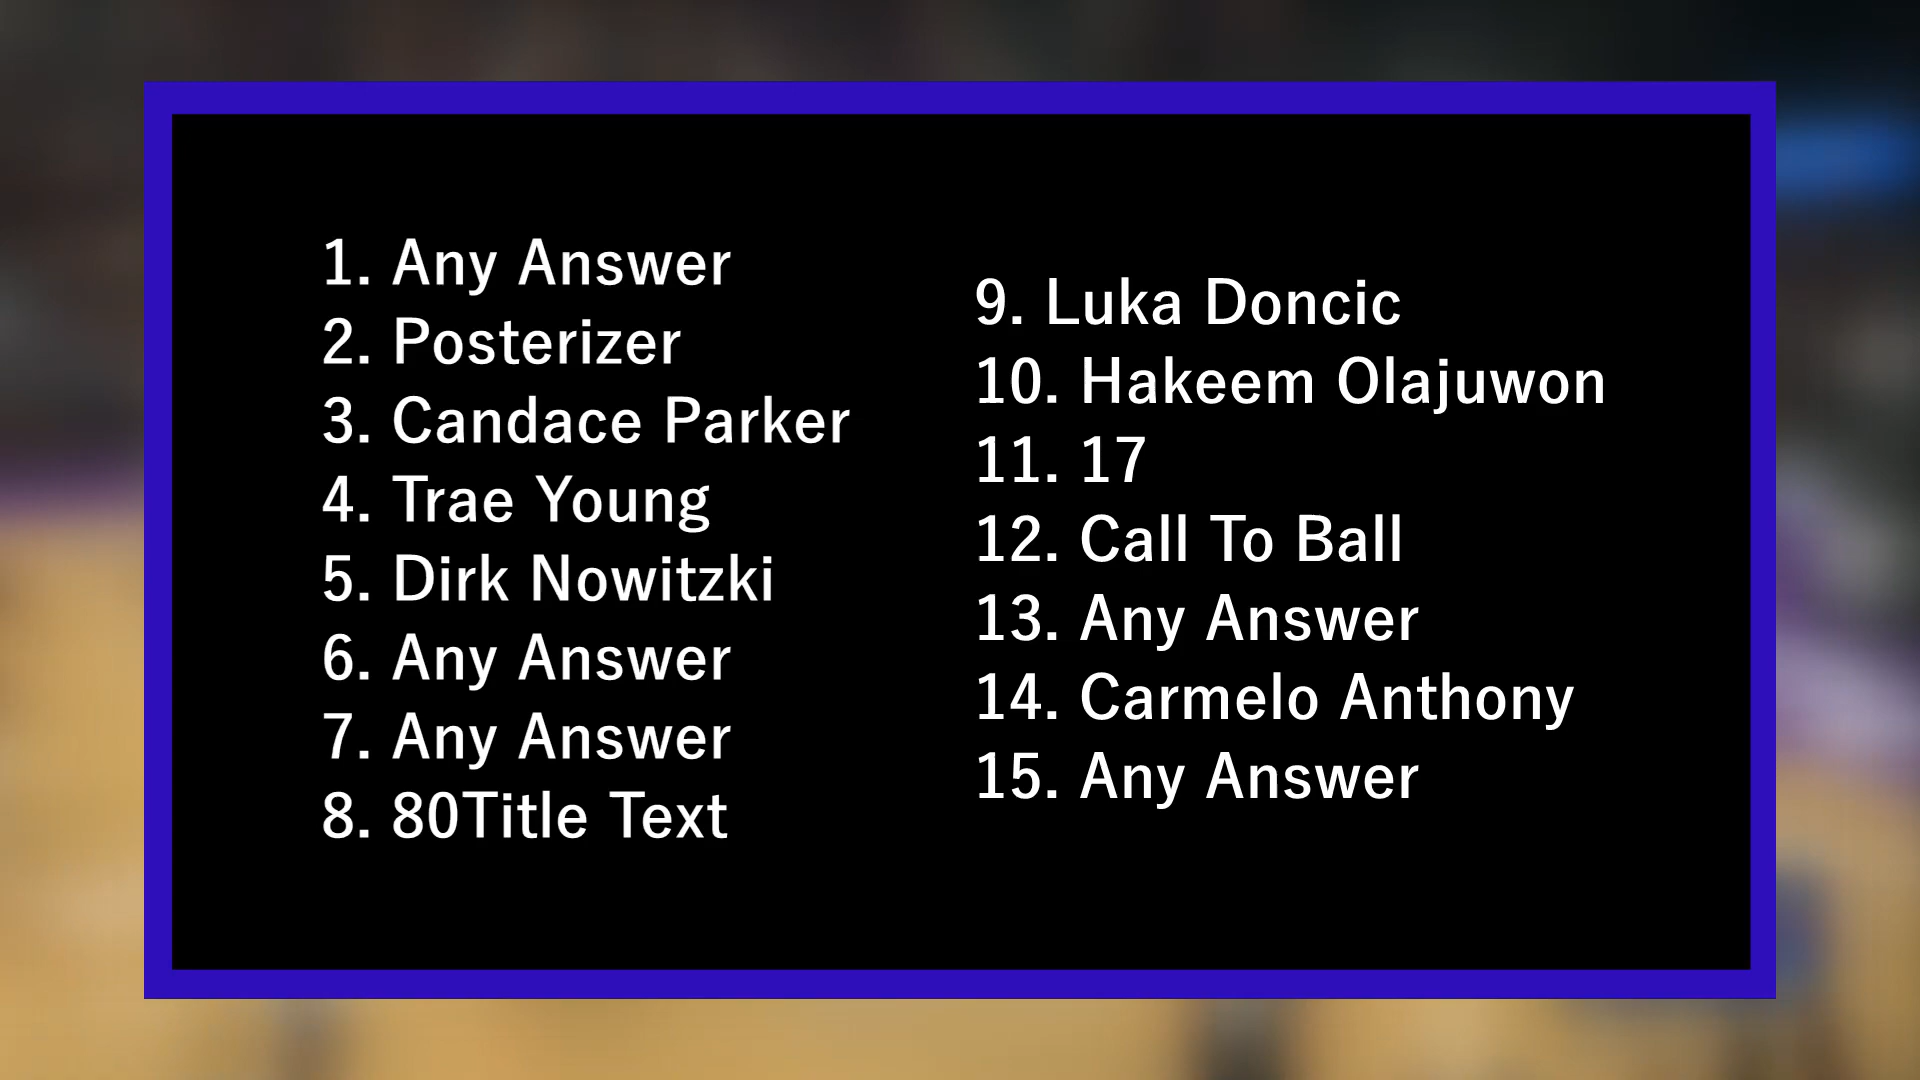 1. Any Answer
2. Posterizer
3. Candace Parker
4. Trae Young
5. Dirk Nowitzki
6. Any Answer
7. Any Answer
8. 80Title Text
9. Luka Doncic
10. Hakeem Olajuwon
11. 17
12. Call To Ball
13. Any Answer
14. Carmelo Anthony
15. Any Answer